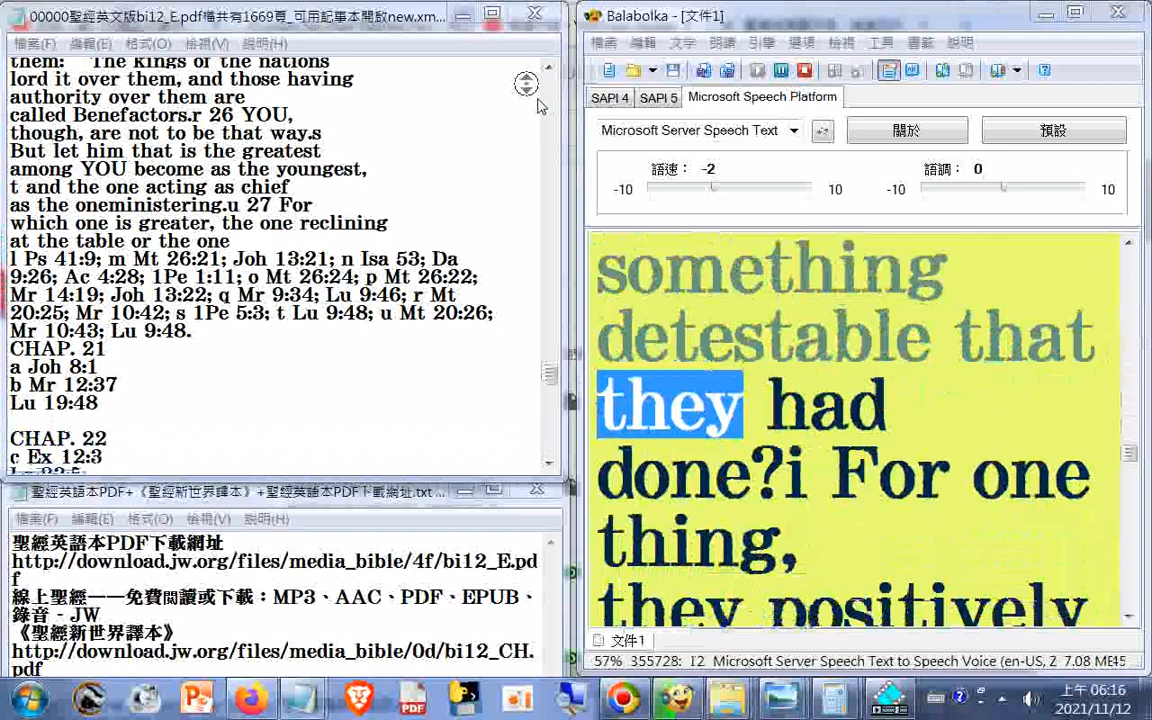 00000聖經英文版bi12_E.pdf檔共有1669頁_可用記事本開啟new.xm...
檔案(F) 編輯(E) 格式(O) 檢視(V) 說明(H)
them: The kings of the nations
lord it over them, and those having
authority over them are
called Benefactors.r 26 YOU,
though, are not to be that way.s
But let him that is the greatest
among YOU become as the youngest,
t and the one acting as chief
as the oneministering.u 27 For
which one is greater, the one reclining
at the table or the one
l Ps 41:9; m Mt 26:21; Joh 13:21; n Isa 53; Da
9:26; Ac 4:28; 1Pe 1:11; o Mt 26:24; p Mt 26:22;
Mr 14:19; Joh 13:22; q Mr 9:34; Lu 9:46; r Mt
20:25; Mr 10:42; s 1Pe 5:3; t Lu 9:48; u Mt 20:26;
Mr 10:43; Lu 9:48.
CHAP. 21
a Joh 8:1
b Mr 12:37
Lu 19:48
CHAP. 22
c Ex 12:3
聖經英語本PDF+《聖經新世界譯本》+聖經英語本PDF下載網址.txt ...
檔案(F) 編輯(E) 格式(O) 檢視(V) 說明(H)
聖經英語本PDF下載網址
http://download.jw.org/files/media_bible/4f/bi12_E.pd
f
線上聖經——免費閱讀或下載：MP3、AAC、PDF、EPUB、
錄音 - JW
《聖經新世界譯本》
http://download.jw.org/files/media_bible/0d/bi12_CH.
pdf
Balabolka - [文件1]
檔案 編輯 文字 朗讀 引擎 選項 檢視 工具 書籤 說明
SAPI 4 SAPI 5 Microsoft Speech Platform
Microsoft Server Speech Text 關於 預設
語速： -2 語調： 0
-10 10 -10 10
something
detestable that
they had
done?i For one
thing,
they positively
文件1
57% 355728: 12 Microsoft Server Speech Text to Speech Voice (en-US, 2 7.08 ME45
上午 06:16
2021/11/12